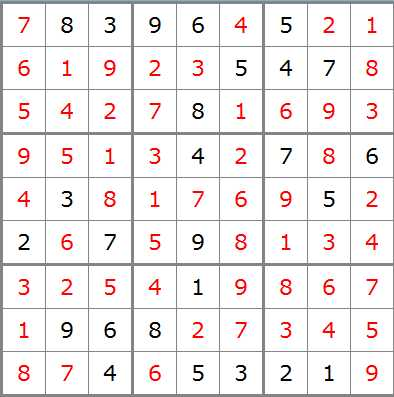 7 8 3 9 6 4 5 2 1
6 1 9 2 3 5 4 7 8
5 4 2 7 8 1 6 9 3
9 5 1 3 4 2 7 8 6
4 3 8 1 7 6 9 5 2
2 6 7 5 9 8 1 3 4
3 2 5 4 1 9 8 6 7
1 9 6 8 2 7 3 4 5
8 7 4 6 5 3 2 1 9